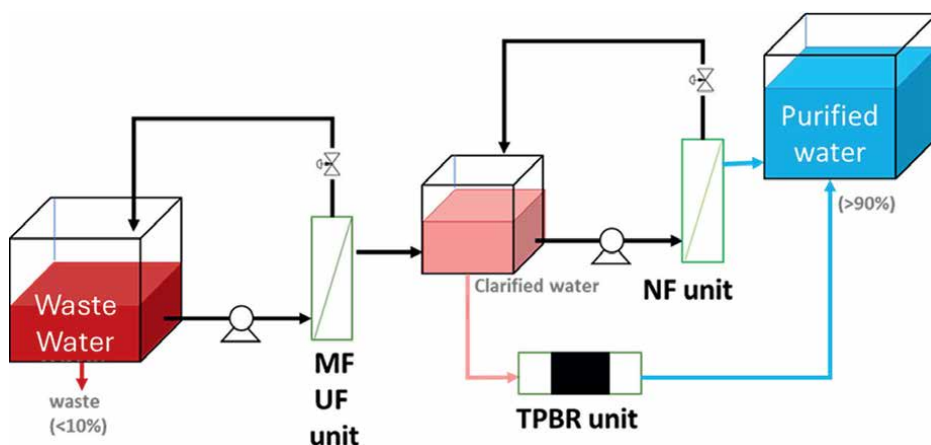 Waste
Water
waste
(<10%)
MF
UF
unit
Clarified water
NF unit
TPBR unit
Purified
water
(>90%)